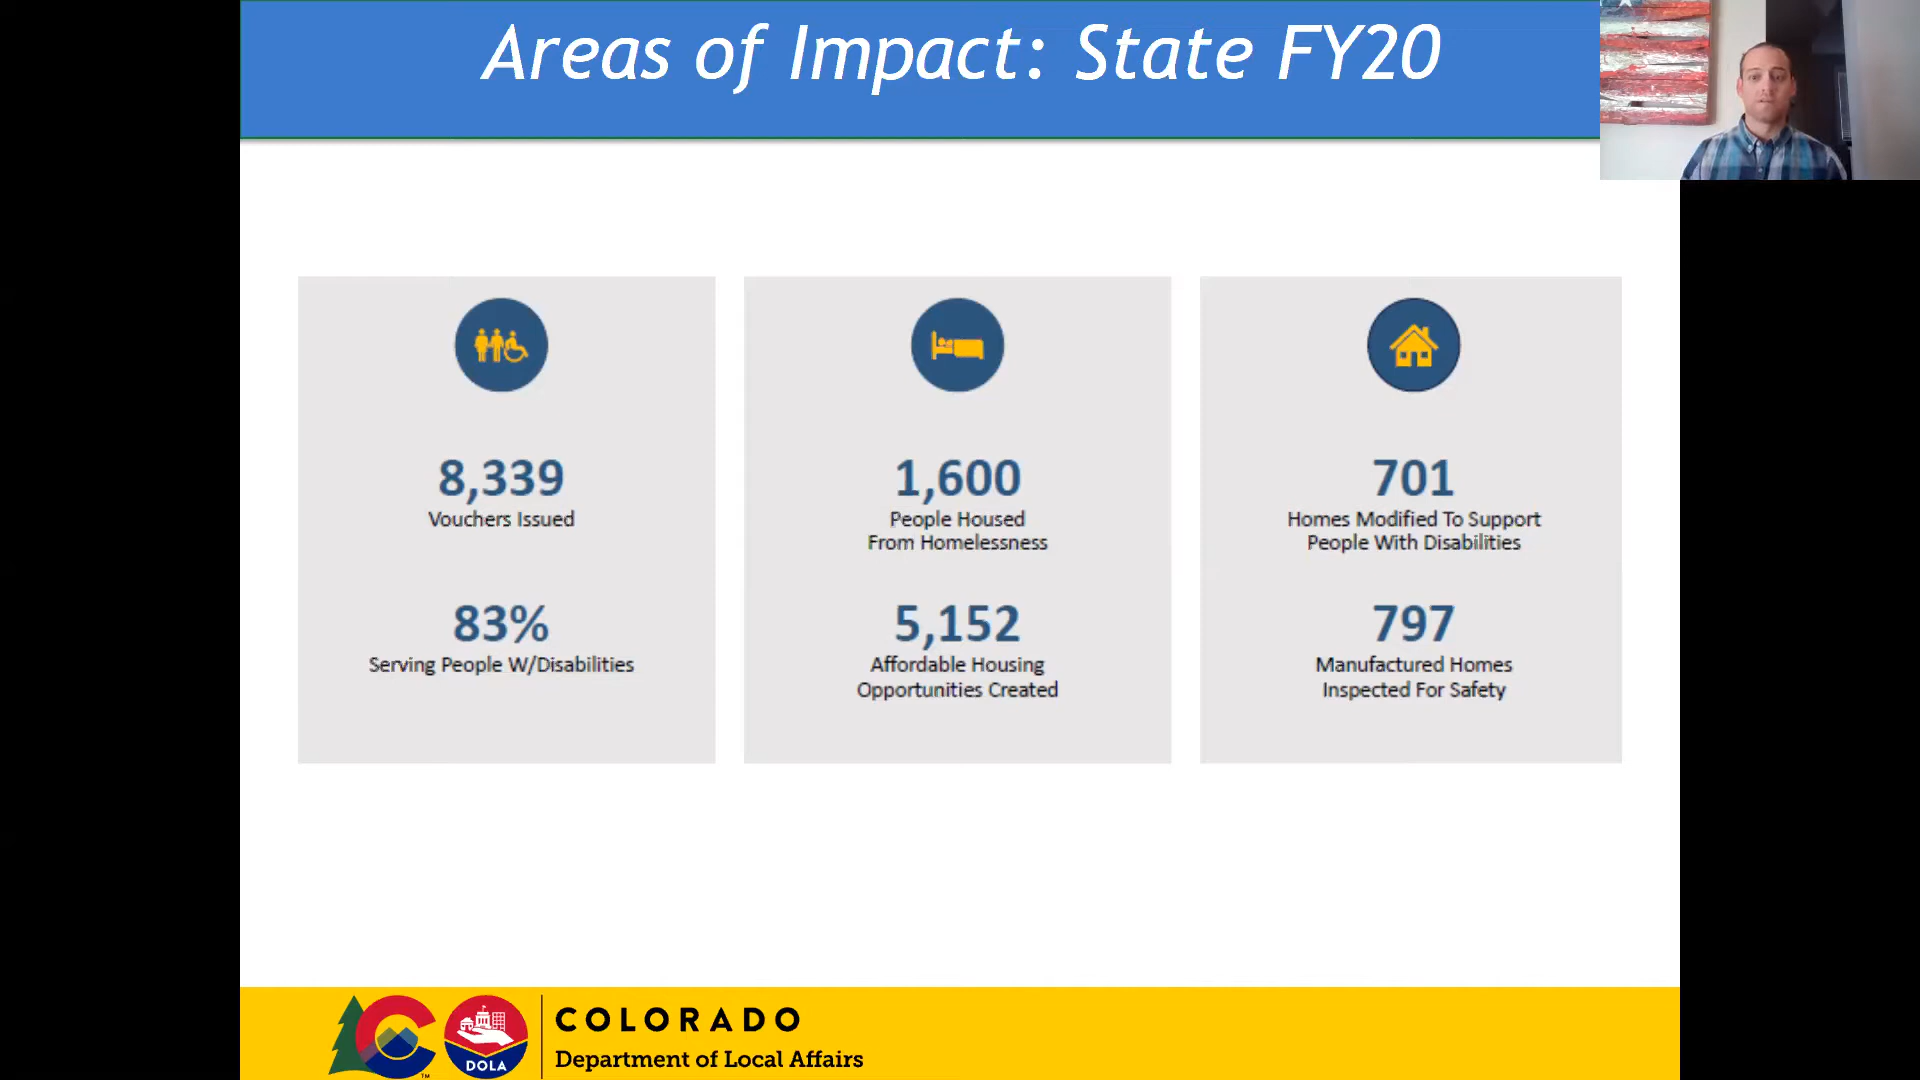 Areas of Impact: State FY20
8,339
Vouchers Issued
83%
Serving People W/Disabilities
1,600
People Housed
From Homelessness
5,152
Affordable Housing
Opportunities Created
701
Homes Modified To Support
People With Disabilities
797
Manufactured Homes
Inspected For Safety
TM
DOLA
COLORADO
Department of Local Affairs